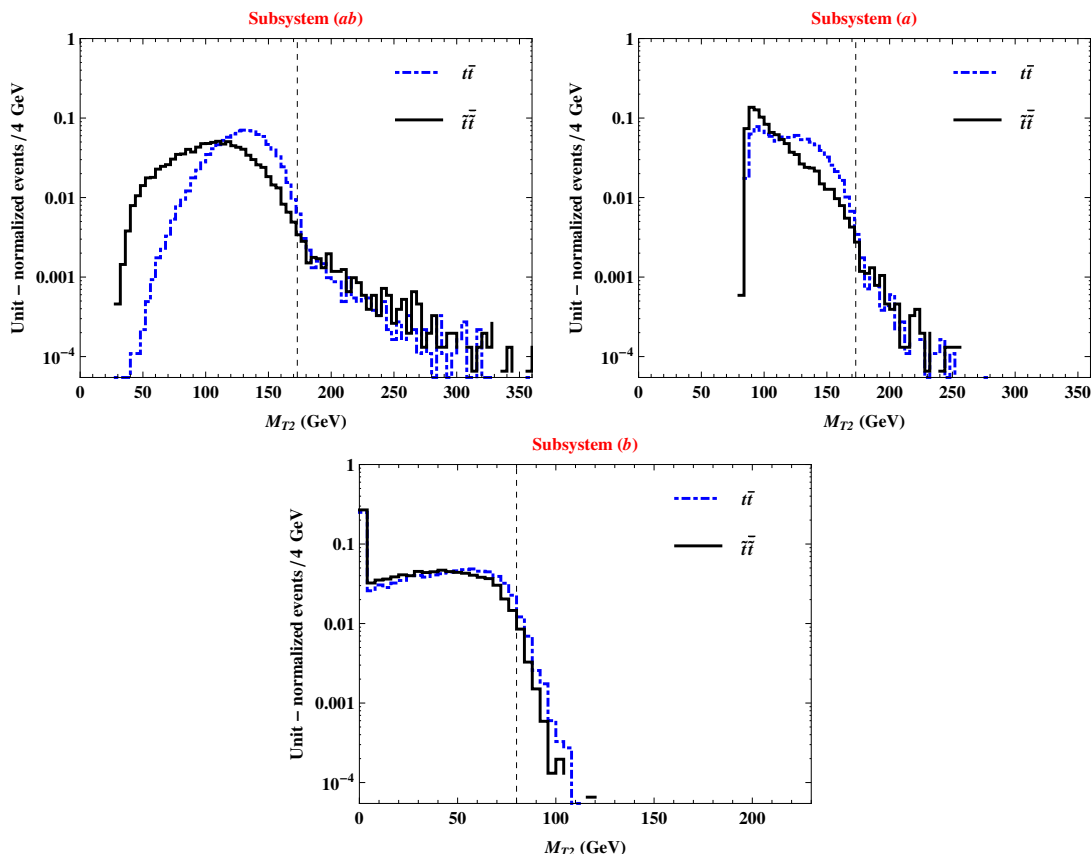 Subsystem (ab)
Unit – normalized events / 4 GeV
1
0.1
0.01
0.001
10⁻⁴
tt̄
t̃t̃̄
0 50 100 150 200 250 300 350
M_T2 (GeV)
Subsystem (a)
Unit – normalized events / 4 GeV
1
0.1
0.01
0.001
10⁻⁴
tt̄
t̃t̃̄
0 50 100 150 200 250 300 350
M_T2 (GeV)
Subsystem (b)
Unit – normalized events / 4 GeV
1
0.1
0.01
0.001
10⁻⁴
tt̄
t̃t̃̄
0 50 100 150 200
M_T2 (GeV)